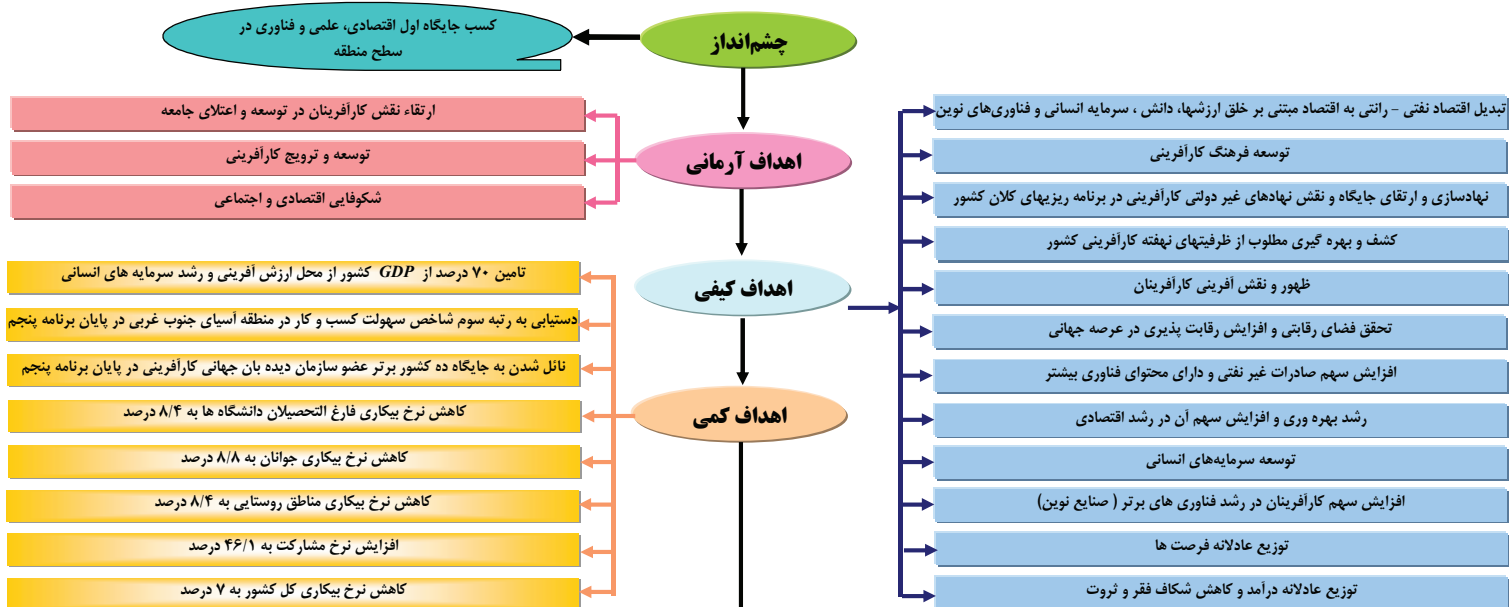 چشم‌انداز
کسب جایگاه اول اقتصادی، علمی و فناوری در
سطح منطقه
اهداف آرمانی
ارتقاء نقش کارآفرینان در توسعه و اعتلای جامعه
توسعه و ترویج کارآفرینی
شکوفایی اقتصادی و اجتماعی
اهداف کیفی
تبدیل اقتصاد نفتی – رانتی به اقتصاد مبتنی بر خلق ارزشها، دانش ، سرمایه انسانی و فناوری‌های نوین
توسعه فرهنگ کارآفرینی
نهادسازی و ارتقای جایگاه و نقش نهادهای غیر دولتی کارآفرینی در برنامه ریزیهای کلان کشور
کشف و بهره گیری مطلوب از ظرفیتهای نهفته کارآفرینی کشور
ظهور و نقش آفرینی کارآفرینان
تحقق فضای رقابتی و افزایش رقابت پذیری در عرصه جهانی
افزایش سهم صادرات غیر نفتی و دارای محتوای فناوری بیشتر
رشد بهره وری و افزایش سهم آن در رشد اقتصادی
توسعه سرمایه‌های انسانی
افزایش سهم کارآفرینان در رشد فناوری های برتر ( صنایع نوین)
توزیع عادلانه فرصت ها
توزیع عادلانه درآمد و کاهش شکاف فقر و ثروت
اهداف کمی
تامین ۷۰ درصد از GDP کشور از محل ارزش آفرینی و رشد سرمایه های انسانی
دستیابی به رتبه سوم شاخص سهولت کسب و کار در منطقه آسیای جنوب غربی در پایان برنامه پنجم
نائل شدن به جایگاه ده کشور برتر عضو سازمان دیده بان جهانی کارآفرینی در پایان برنامه پنجم
کاهش نرخ بیکاری فارغ التحصیلان دانشگاه ها به ۸/۴ درصد
کاهش نرخ بیکاری جوانان به ۸/۸ درصد
کاهش نرخ بیکاری مناطق روستایی به ۸/۴ درصد
افزایش نرخ مشارکت به ۴۶/۱ درصد
کاهش نرخ بیکاری کل کشور به ۷ درصد